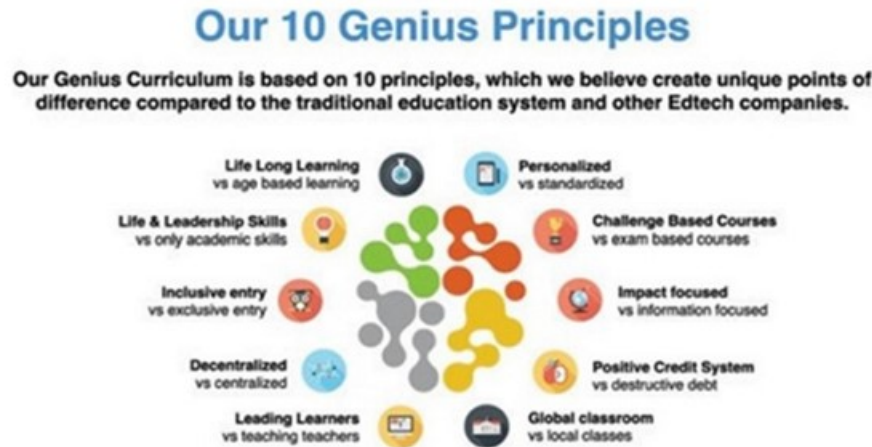 Our 10 Genius Principles
Our Genius Curriculum is based on 10 principles, which we believe create unique points of
difference compared to the traditional education system and other Edtech companies.
Life Long Learning
vs age based learning
Personalized
vs standardized
Life & Leadership Skills
vs only academic skills
Challenge Based Courses
vs exam based courses
Inclusive entry
vs exclusive entry
Impact focused
vs information focused
Decentralized
vs centralized
Positive Credit System
vs destructive debt
Leading Learners
vs teaching teachers
Global classroom
vs local classes